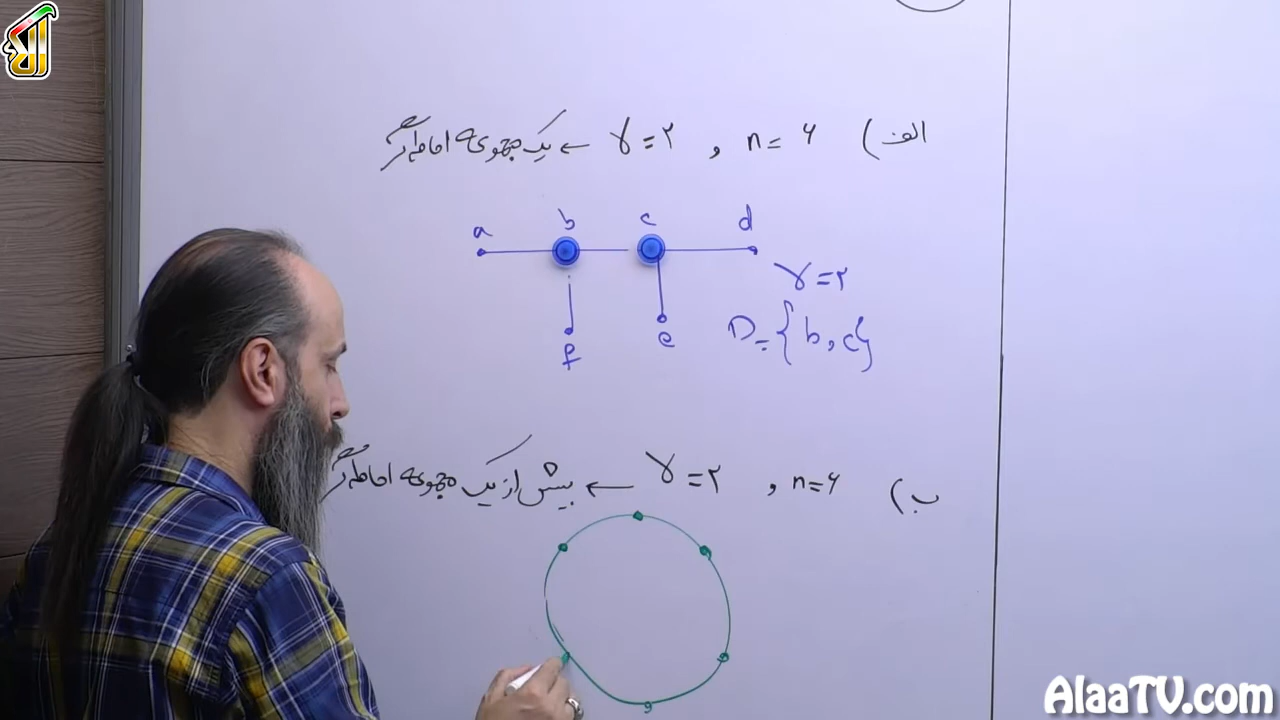 الف) n = ۶ , γ = ۲ ← یک مجموعه احاطه‌گر
a b c d
f e
γ = ۲
D = {b, c}
ب) n = ۶ , γ = ۲ ← بیش از یک مجموعه احاطه‌گر
AlaaTV.com